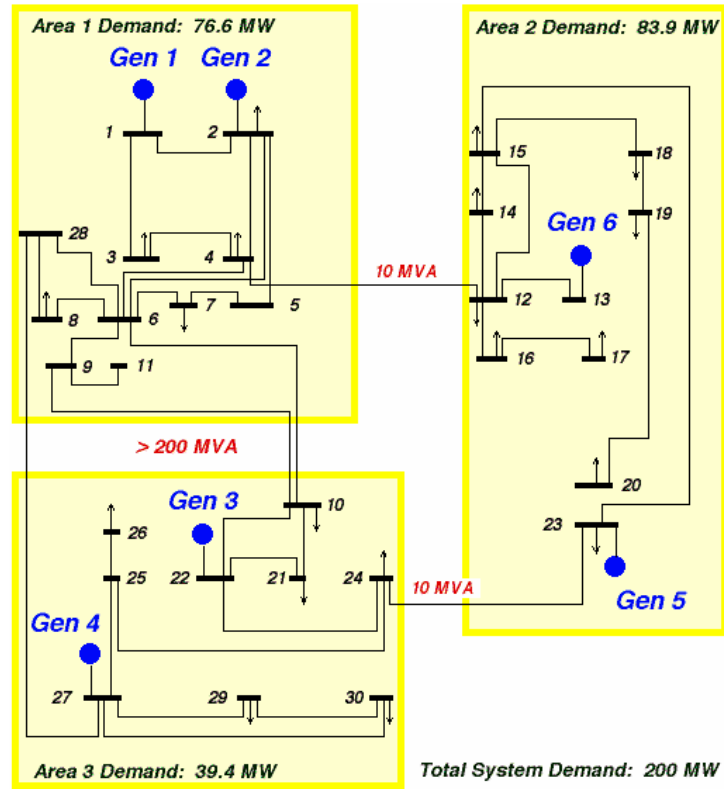 Area 1 Demand: 76.6 MW
Area 2 Demand: 83.9 MW
Gen 1
Gen 2
1
2
15
18
14
19
Gen 6
28
3
4
10 MVA
12
13
8
6
7
5
16
17
9
11
> 200 MVA
20
10
23
Gen 3
26
25
22
21
24
10 MVA
Gen 5
Gen 4
27
29
30
Area 3 Demand: 39.4 MW
Total System Demand: 200 MW